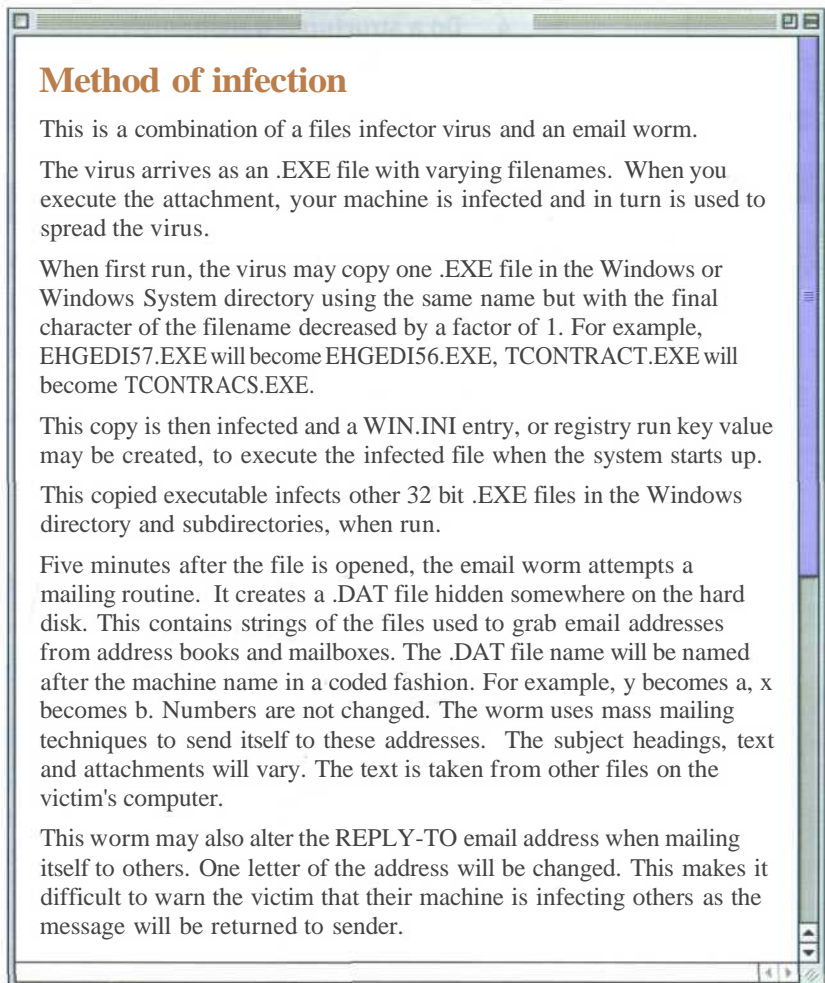 Method of infection
This is a combination of a files infector virus and an email worm.
The virus arrives as an .EXE file with varying filenames. When you
execute the attachment, your machine is infected and in turn is used to
spread the virus.
When first run, the virus may copy one .EXE file in the Windows or
Windows System directory using the same name but with the final
character of the filename decreased by a factor of 1. For example,
EHGEDI57.EXE will become EHGEDI56.EXE, TCONTRACT.EXE will
become TCONTRACS.EXE.
This copy is then infected and a WIN.INI entry, or registry run key value
may be created, to execute the infected file when the system starts up.
This copied executable infects other 32 bit .EXE files in the Windows
directory and subdirectories, when run.
Five minutes after the file is opened, the email worm attempts a
mailing routine. It creates a .DAT file hidden somewhere on the hard
disk. This contains strings of the files used to grab email addresses
from address books and mailboxes. The .DAT file name will be named
after the machine name in a coded fashion. For example, y becomes a, x
becomes b. Numbers are not changed. The worm uses mass mailing
techniques to send itself to these addresses. The subject headings, text
and attachments will vary. The text is taken from other files on the
victim's computer.
This worm may also alter the REPLY-TO email address when mailing
itself to others. One letter of the address will be changed. This makes it
difficult to warn the victim that their machine is infecting others as the
message will be returned to sender.